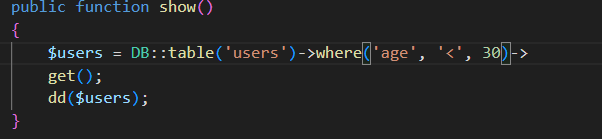 public function show()
{
$users = DB::table('users')->where('age', '<', 30)->
get();
dd($users);
}